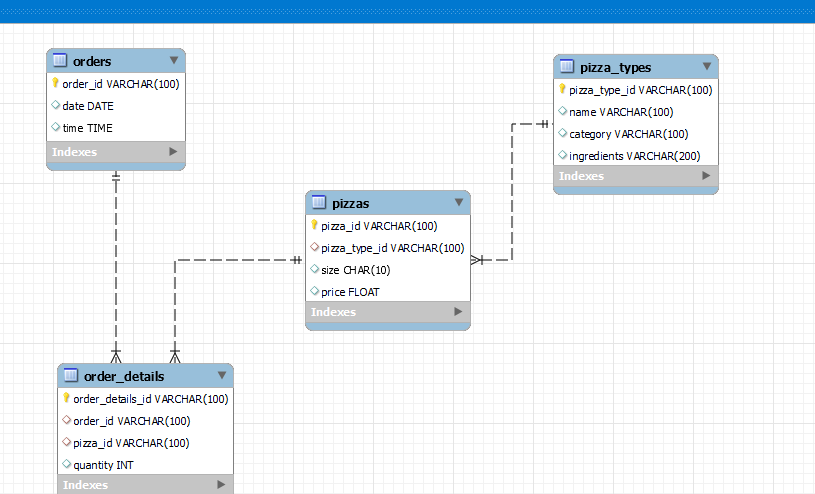 orders
order_id VARCHAR(100)
date DATE
time TIME
Indexes
pizza_types
pizza_type_id VARCHAR(100)
name VARCHAR(100)
category VARCHAR(100)
ingredients VARCHAR(200)
Indexes
pizzas
pizza_id VARCHAR(100)
pizza_type_id VARCHAR(100)
size CHAR(10)
price FLOAT
Indexes
order_details
order_details_id VARCHAR(100)
order_id VARCHAR(100)
pizza_id VARCHAR(100)
quantity INT
Indexes